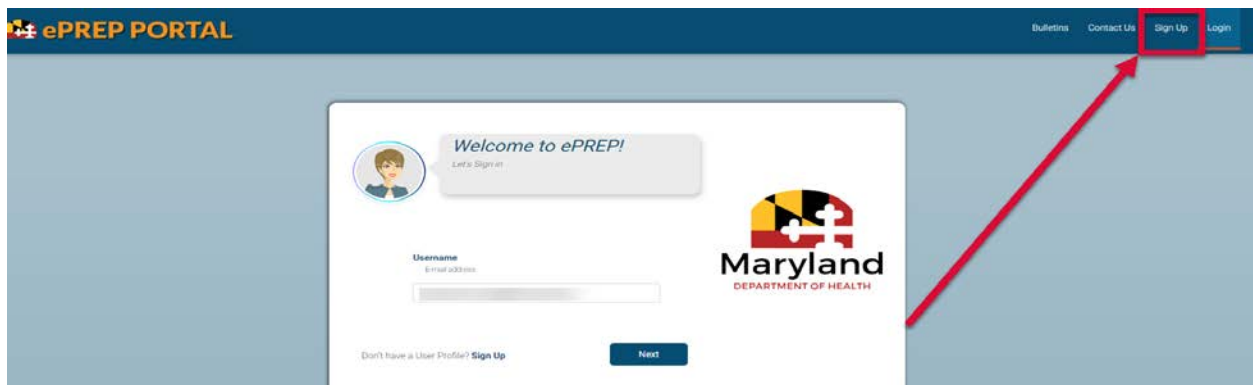 ePREP PORTAL
Bulletins Contact Us Sign Up Login
Welcome to ePREP!
Let's Sign in
Username
E-mail address
Maryland
DEPARTMENT OF HEALTH
Don't have a User Profile? Sign Up
Next